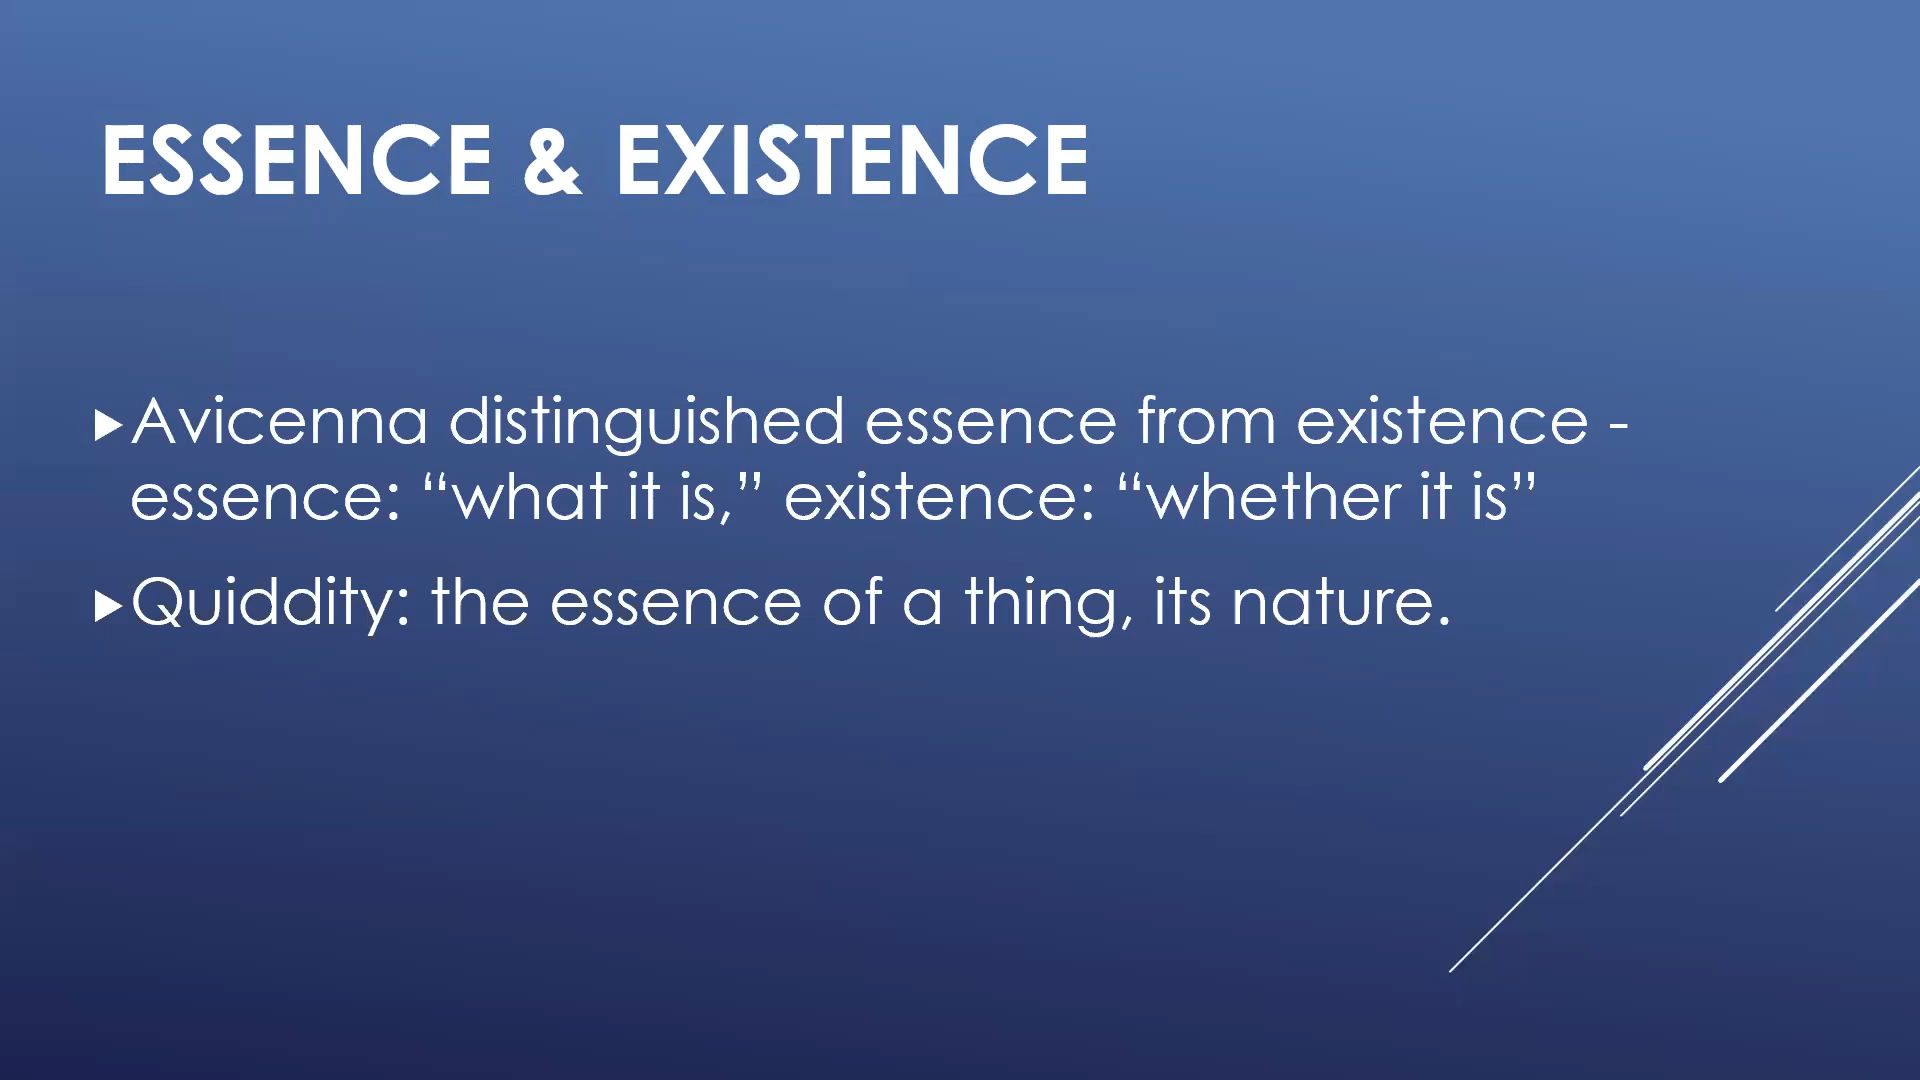 ESSENCE & EXISTENCE
Avicenna distinguished essence from existence -
essence: “what it is,” existence: “whether it is”
Quiddity: the essence of a thing, its nature.